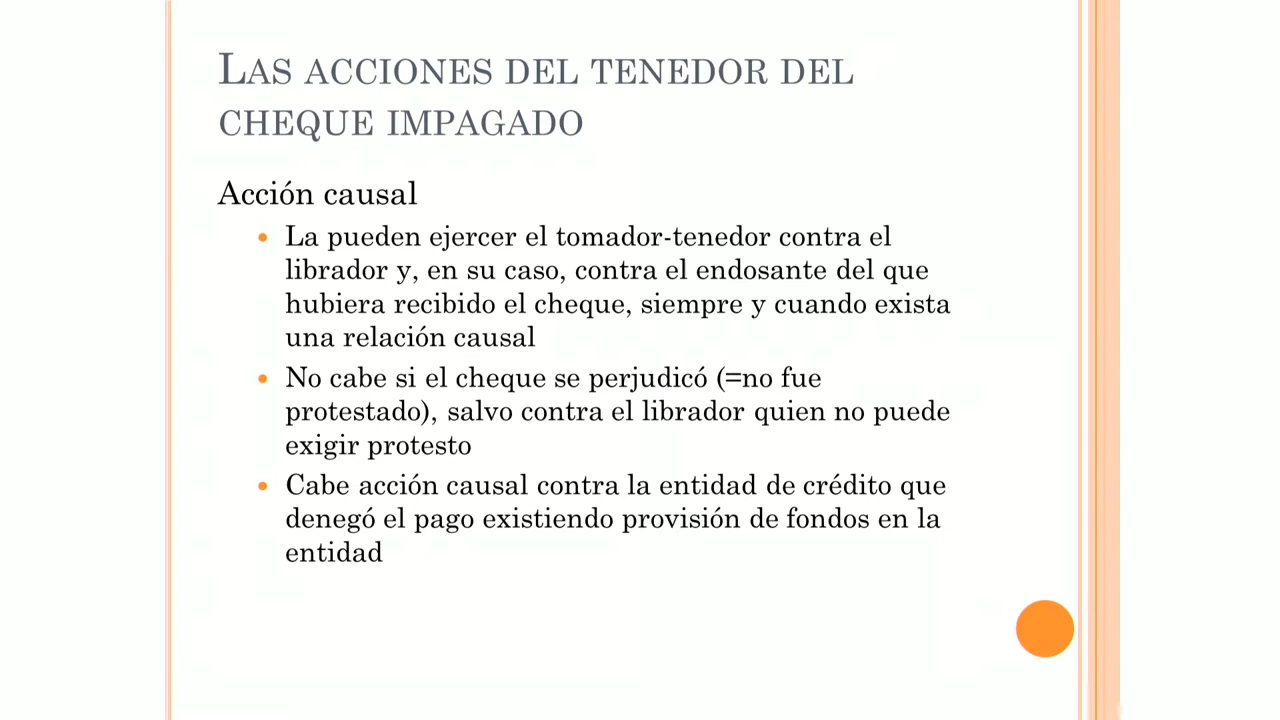 LAS ACCIONES DEL TENEDOR DEL
CHEQUE IMPAGADO
Acción causal
• La pueden ejercer el tomador-tenedor contra el
librador y, en su caso, contra el endosante del que
hubiera recibido el cheque, siempre y cuando exista
una relación causal
• No cabe si el cheque se perjudicó (=no fue
protestado), salvo contra el librador quien no puede
exigir protesto
• Cabe acción causal contra la entidad de crédito que
denegó el pago existiendo provisión de fondos en la
entidad